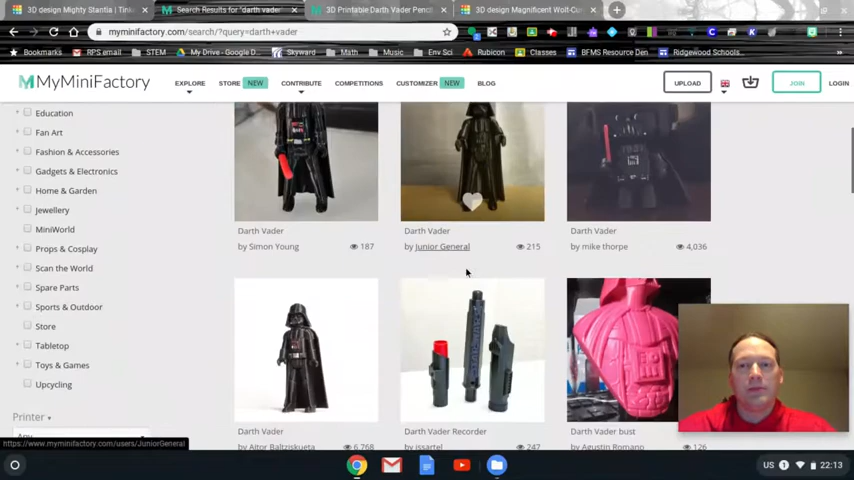 3D design Mighty Stantia | Tink
Search Results for "darth vader
3D Printable Darth Vader Penc
3D design Magnificent Wolt-Cu
myminifactory.com/search/?query=darth+vader
Bookmarks RPS email STEM My Drive - Google D... Skyward Math Music Env Sci Rubicon Classes BFMS Resource Den Ridgewood Schools...
MyMiniFactory EXPLORE STORE NEW CONTRIBUTE COMPETITIONS CUSTOMIZER NEW BLOG UPLOAD JOIN LOGIN
Education
Fan Art
Fashion & Accessories
Gadgets & Electronics
Home & Garden
Jewellery
MiniWorld
Props & Cosplay
Scan the World
Spare Parts
Sports & Outdoor
Store
Tabletop
Toys & Games
Upcycling
Printer
Any
Darth Vader
by Simon Young 187
Darth Vader
by Junior General 215
Darth Vader
by mike thorpe 4,036
Darth Vader
by Aitor Baltziskueta 6,768
Darth Vader Recorder
by issartel 247
Darth Vader bust
by Agustin Romano 126
https://www.myminifactory.com/users/JuniorGeneral
US 1 22:13